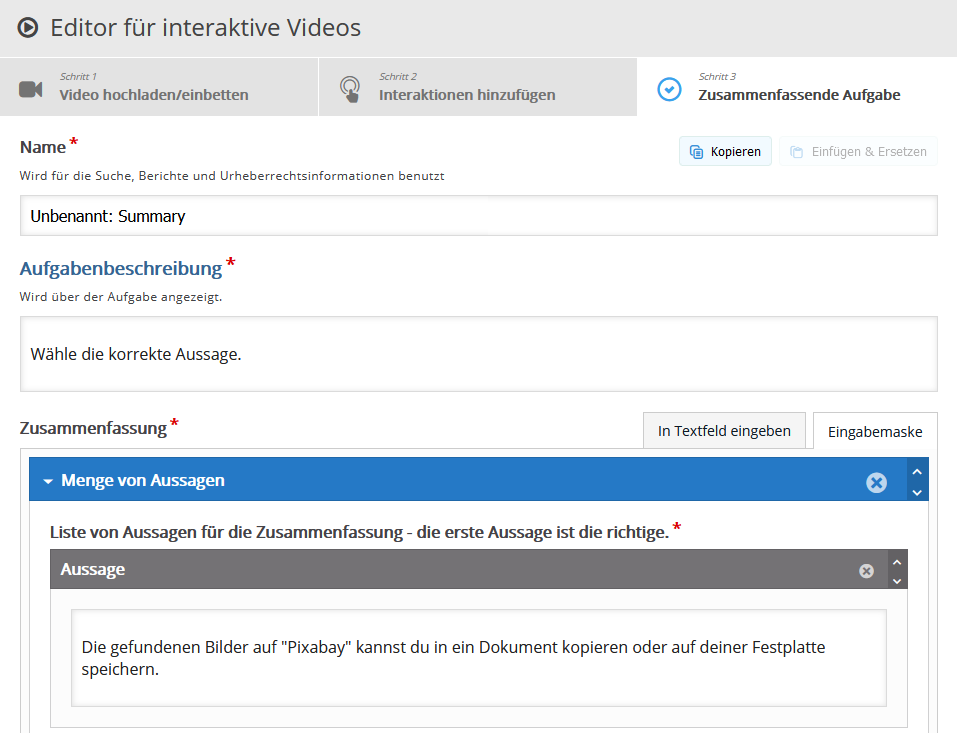 Editor für interaktive Videos
Schritt 1
Video hochladen/einbetten
Schritt 2
Interaktionen hinzufügen
Schritt 3
Zusammenfassende Aufgabe
Name *
Kopieren
Einfügen & Ersetzen
Wird für die Suche, Berichte und Urheberrechtsinformationen benutzt
Unbenannt: Summary
Aufgabenbeschreibung *
Wird über der Aufgabe angezeigt.
Wähle die korrekte Aussage.
Zusammenfassung *
In Textfeld eingeben
Eingabemaske
Menge von Aussagen
Liste von Aussagen für die Zusammenfassung - die erste Aussage ist die richtige. *
Aussage
Die gefundenen Bilder auf "Pixabay" kannst du in ein Dokument kopieren oder auf deiner Festplatte
speichern.